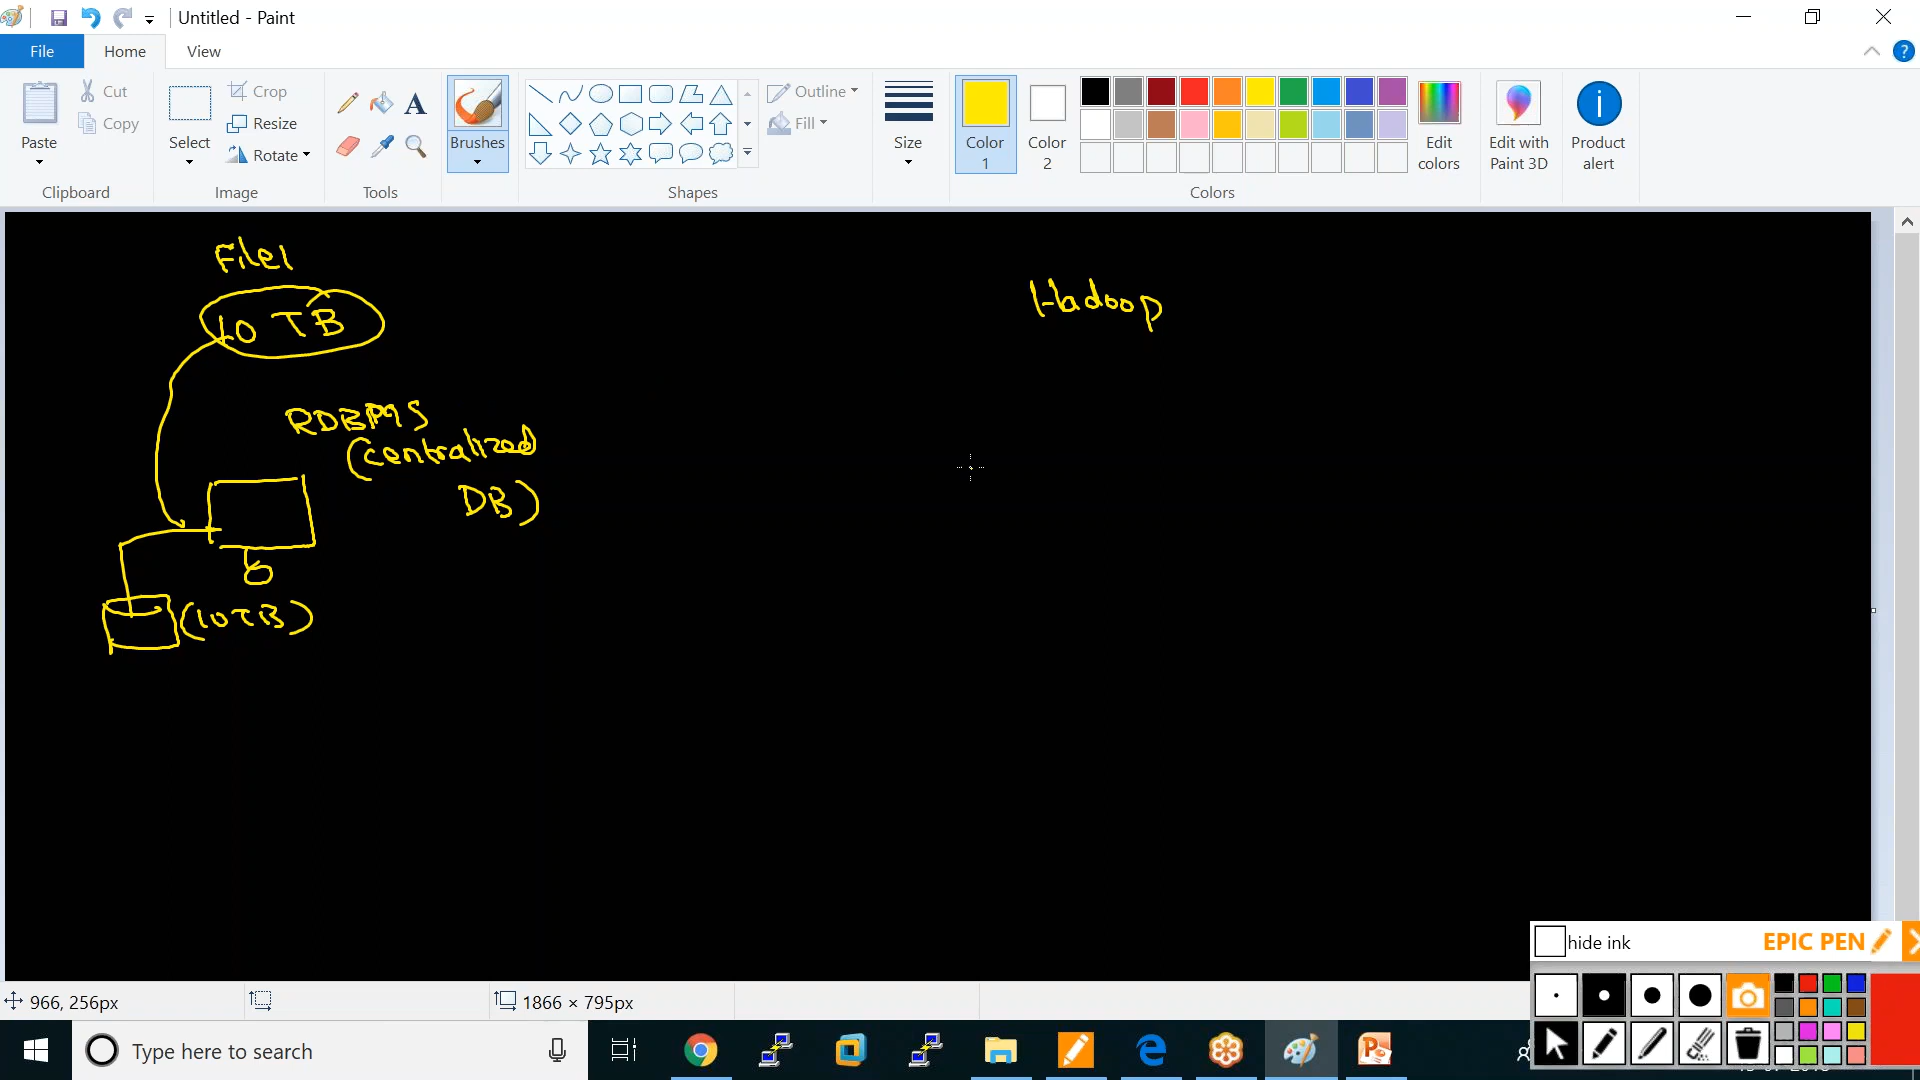 Untitled - Paint
File Home View
Paste
Cut
Copy
Clipboard
Select
Crop
Resize
Rotate
Image
Tools
Brushes
Shapes
Outline
Fill
Size
Color 1
Color 2
Edit colors
Colors
Edit with Paint 3D
Product alert
File1
10 TB
RDBMS
(centralized
DB)
(10TB)
Hadoop
hide ink EPIC PEN
966, 256px 1866 × 795px
Type here to search